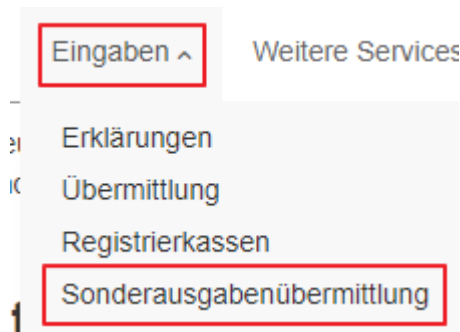 Eingaben Weitere Services
Erklärungen
Übermittlung
Registrierkassen
Sonderausgabenübermittlung